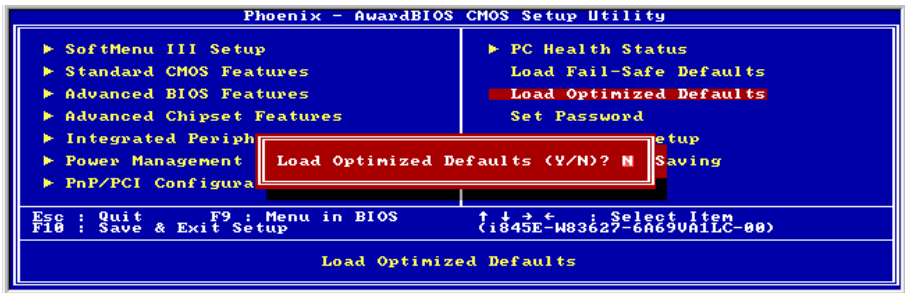 Phoenix - AwardBIOS CMOS Setup Utility
► SoftMenu III Setup
► Standard CMOS Features
► Advanced BIOS Features
► Advanced Chipset Features
► Integrated Periph
► Power Management
► PnP/PCI Configura
► PC Health Status
Load Fail-Safe Defaults
Load Optimized Defaults
Set Password
etup
Saving
Load Optimized Defaults (Y/N)? N
Esc : Quit F9 : Menu in BIOS ↑ ↓ → ← : Select Item
F10 : Save & Exit Setup (i845E-W83627-6A69VA1LC-00)
Load Optimized Defaults